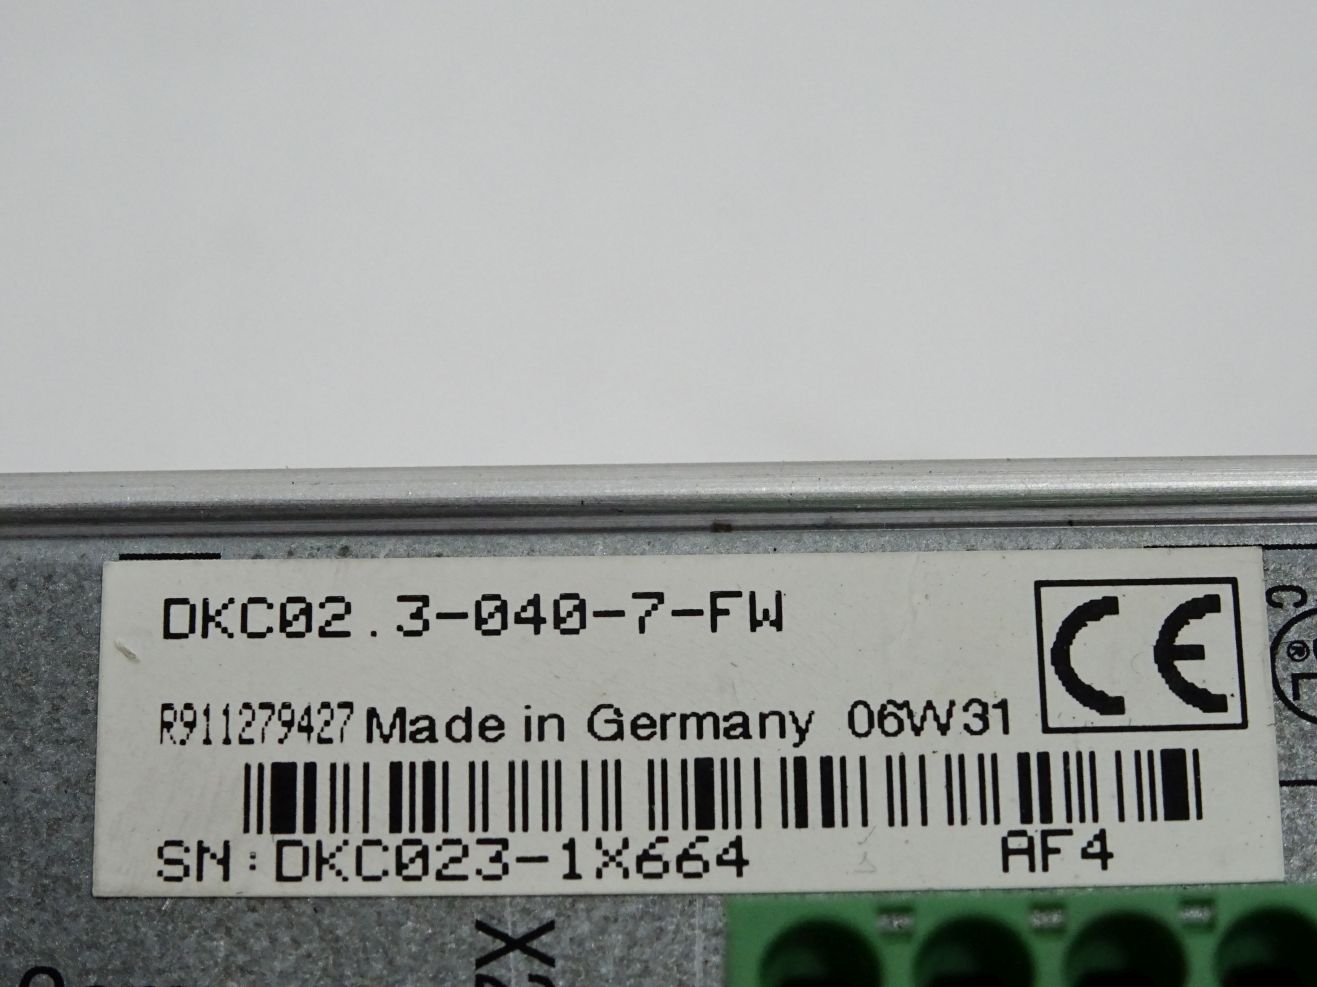 DKC02.3-040-7-FW
CE
R911279427 Made in Germany 06W31
SN:DKC023-1X664 AF4